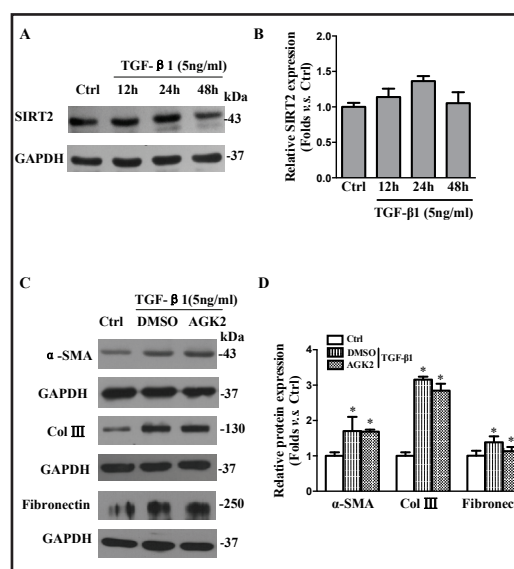 A
TGF-β1 (5ng/ml)
Ctrl 12h 24h 48h
kDa
SIRT2 -43
GAPDH -37
B
Relative SIRT2 expression
(Folds v.s. Ctrl)
2.0
1.5
1.0
0.5
0.0
Ctrl 12h 24h 48h
TGF-β1 (5ng/ml)
C
TGF-β1(5ng/ml)
Ctrl DMSO AGK2
kDa
α-SMA -43
GAPDH -37
Col III -130
GAPDH -37
Fibronectin -250
GAPDH -37
D
Ctrl
DMSO
AGK2
TGF-β1
Relative protein expression
(Folds v.s Ctrl)
4
3
2
1
0
* * * * * *
α-SMA Col III Fibronec